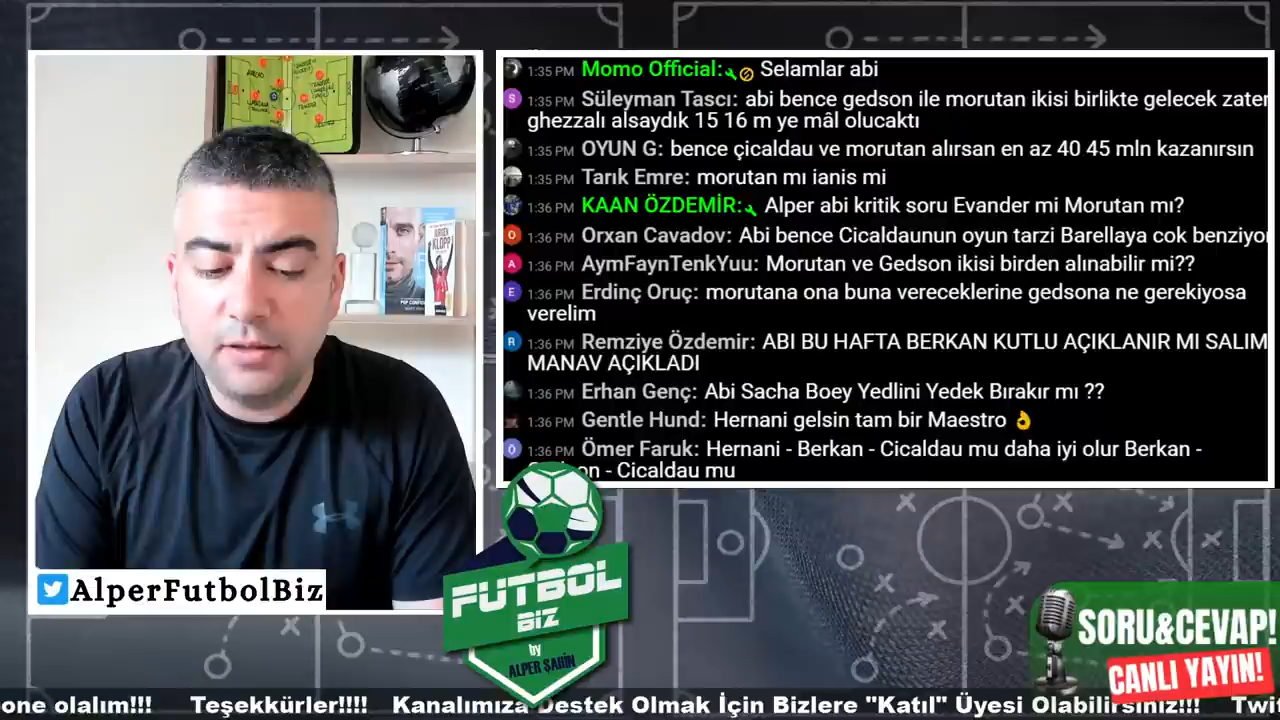 1:35 PM Momo Official: Selamlar abi
S 1:35 PM Süleyman Tascı: abi bence gedson ile morutan ikisi birlikte gelecek zater
ghezzalı alsaydık 15 16 m ye mâl olucaktı
1:35 PM OYUN G: bence çicaldau ve morutan alırsan en az 40 45 mln kazanırsın
1:35 PM Tarık Emre: morutan mı ianis mi
1:36 PM KAAN ÖZDEMİR: Alper abi kritik soru Evander mi Morutan mı?
O 1:36 PM Orxan Cavadov: Abi bence Cicaldaunun oyun tarzi Barellaya cok benziyor
A 1:36 PM AymFaynTenkYuu: Morutan ve Gedson ikisi birden alınabilir mi??
E 1:36 PM Erdinç Oruç: morutana ona buna vereceklerine gedsona ne gerekiyosa
verelim
R 1:36 PM Remziye Özdemir: ABI BU HAFTA BERKAN KUTLU AÇIKLANIR MI SALIM
MANAV AÇIKLADI
1:36 PM Erhan Genç: Abi Sacha Boey Yedlini Yedek Bırakır mı ??
1:36 PM Gentle Hund: Hernani gelsin tam bir Maestro 👌
Ö 1:36 PM Ömer Faruk: Hernani - Berkan - Cicaldau mu daha iyi olur Berkan -
- Cicaldau mu
JÜRGEN
KLOPP
PEP
AlperFutbolBiz
FUTBOL
BİZ
by
ALPER ŞAHİN
SORU&CEVAP!
CANLI YAYIN!
one olalım!!! Teşekkürler!!!! Kanalımıza Destek Olmak İçin Bizlere "Katıl" Üyesi Olabilirsiniz!!! Twi